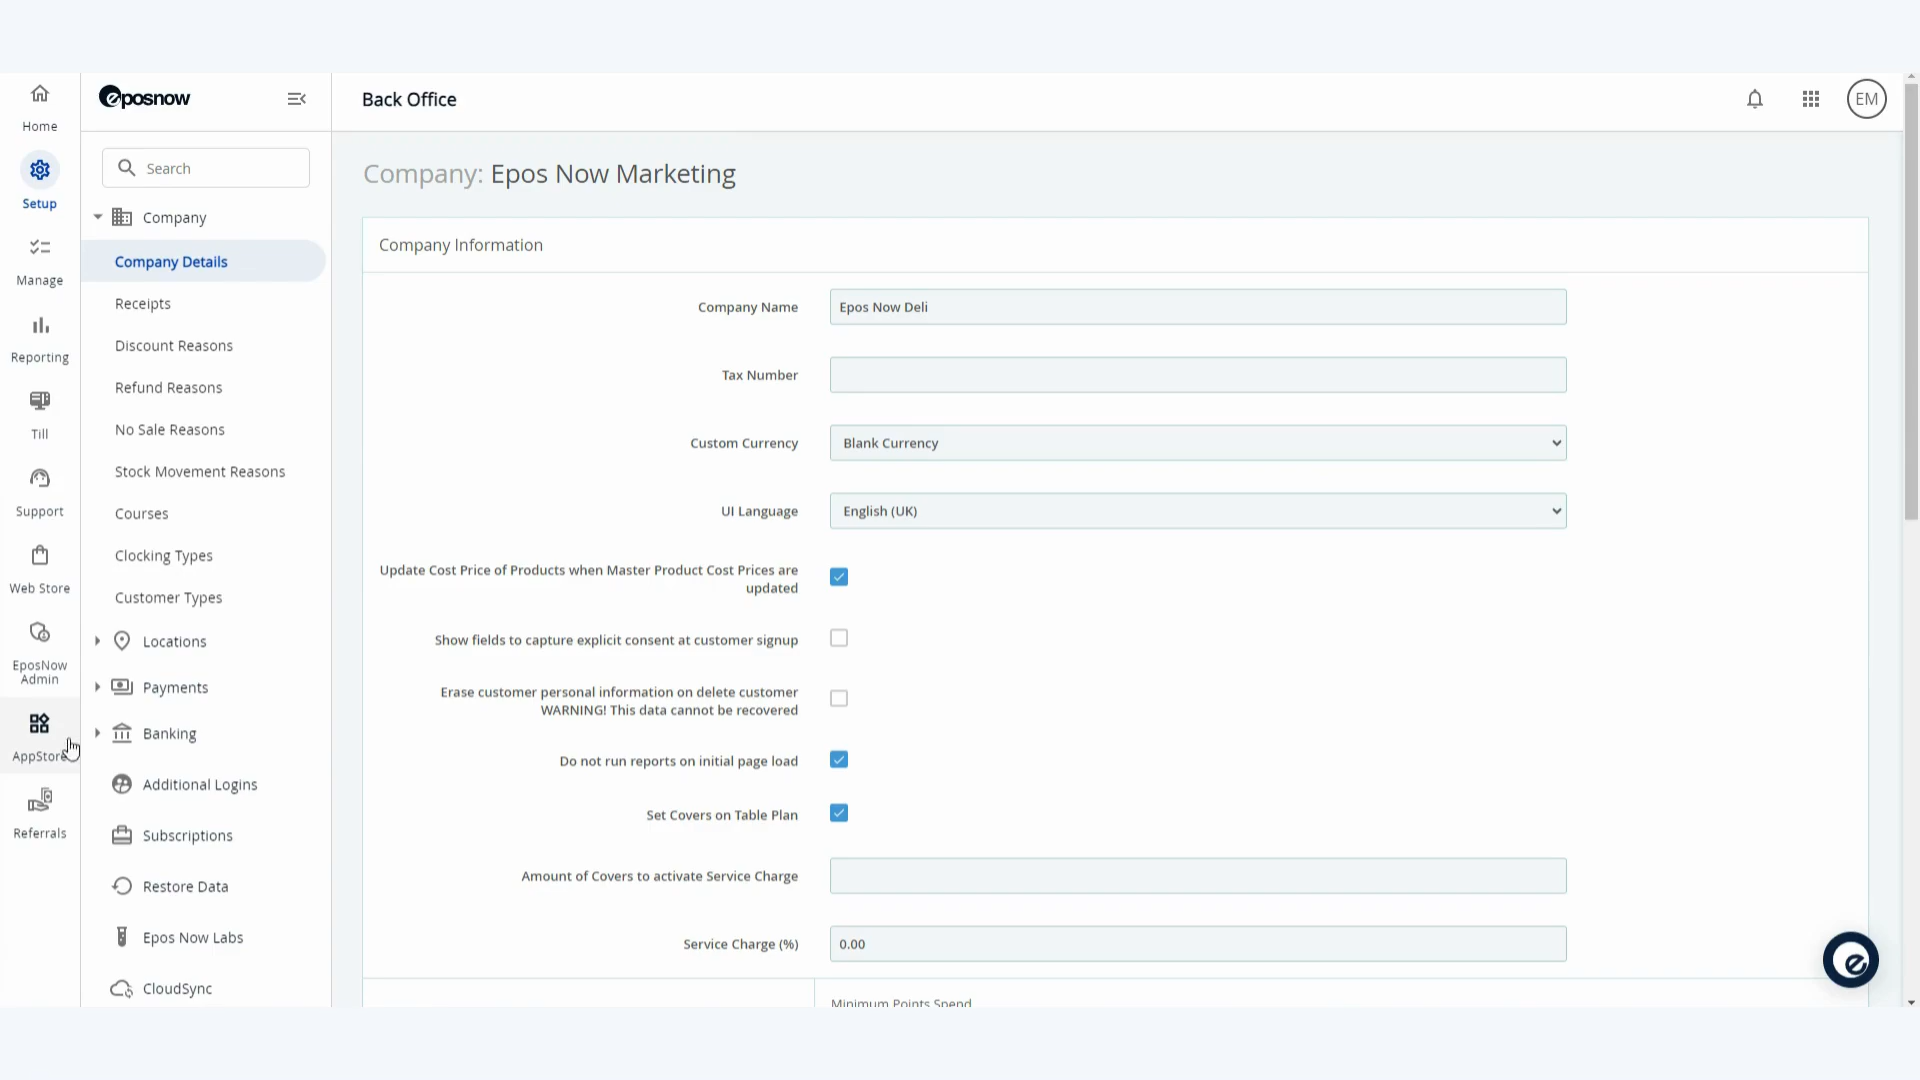 Home
Setup
Manage
Reporting
Till
Support
Web Store
EposNow
Admin
AppStore
Referrals
eposnow
Search
Company
Company Details
Receipts
Discount Reasons
Refund Reasons
No Sale Reasons
Stock Movement Reasons
Courses
Clocking Types
Customer Types
Locations
Payments
Banking
Additional Logins
Subscriptions
Restore Data
Epos Now Labs
CloudSync
Back Office
EM
Company: Epos Now Marketing
Company Information
Company Name
Epos Now Deli
Tax Number
Custom Currency
Blank Currency
UI Language
English (UK)
Update Cost Price of Products when Master Product Cost Prices are
updated
Show fields to capture explicit consent at customer signup
Erase customer personal information on delete customer
WARNING! This data cannot be recovered
Do not run reports on initial page load
Set Covers on Table Plan
Amount of Covers to activate Service Charge
Service Charge (%)
0.00
Minimum Points Spend